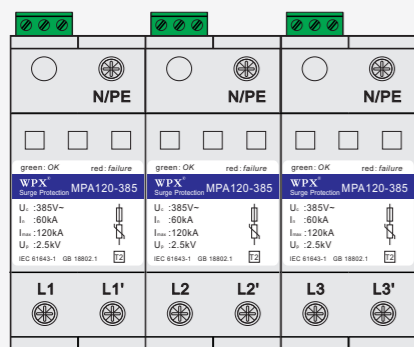 N/PE N/PE N/PE
green: OK red: failure green: OK red: failure green: OK red: failure
WPX® WPX® WPX®
Surge Protection MPA120-385 Surge Protection MPA120-385 Surge Protection MPA120-385
Uc :385V~ Uc :385V~ Uc :385V~
In :60kA In :60kA In :60kA
Imax :120kA Imax :120kA Imax :120kA
Up :2.5kV Up :2.5kV Up :2.5kV
IEC 61643-1 GB 18802.1 T2 IEC 61643-1 GB 18802.1 T2 IEC 61643-1 GB 18802.1 T2
L1 L1' L2 L2' L3 L3'